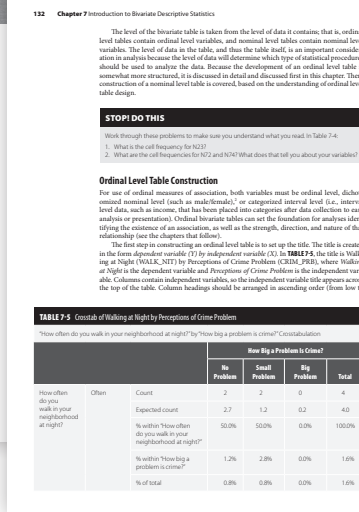 132 Chapter 7 Introduction to Bivariate Descriptive Statistics
The level of the bivariate table is taken from the level of data it contains; that is, ordin
level tables contain ordinal level variables, and nominal level tables contain nominal lev
variables. The level of data in the table, and thus the table itself, is an important consider
ation in analysis because the level of data will determine which type of statistical procedure
should be used to analyze the data. Because the development of an ordinal level table
somewhat more structured, it is discussed in detail and discussed first in this chapter. Then
construction of a nominal level table is covered, based on the understanding of ordinal lev
table design.
STOP! DO THIS
Work through these problems to make sure you understand what you read. In Table 7-4:
1. What is the cell frequency for N23?
2. What are the cell frequencies for N72 and N74? What does that tell you about your variables?
Ordinal Level Table Construction
For use of ordinal measures of association, both variables must be ordinal level, dichot
omized nominal level (such as male/female),² or categorized interval level (i.e., interv
level data, such as income, that has been placed into categories after data collection to eas
analysis or presentation). Ordinal bivariate tables can set the foundation for analyses iden
tifying the existence of an association, as well as the strength, direction, and nature of tha
relationship (see the chapters that follow).
The first step in constructing an ordinal level table is to set up the title. The title is create
in the form dependent variable (Y) by independent variable (X). In TABLE 7-5, the title is Walk
ing at Night (WALK_NIT) by Perceptions of Crime Problem (CRIM_PRB), where Walkin
at Night is the dependent variable and Perceptions of Crime Problem is the independent var
able. Columns contain independent variables, so the independent variable title appears acro
the top of the table. Column headings should be arranged in ascending order (from low t
TABLE 7-5 Crosstab of Walking at Night by Perceptions of Crime Problem
"How often do you walk in your neighborhood at night?" by "How big a problem is crime?" Crosstabulation
How Big a Problem Is Crime?
No Problem Small Problem Big Problem Total
How often do you walk in your neighborhood at night? Often Count 2 2 0 4
Expected count 2.7 1.2 0.2 4.0
% within "How often do you walk in your neighborhood at night?" 50.0% 50.0% 0.0% 100.0%
% within "How big a problem is crime?" 1.2% 2.8% 0.0% 1.6%
% of total 0.8% 0.8% 0.0% 1.6%